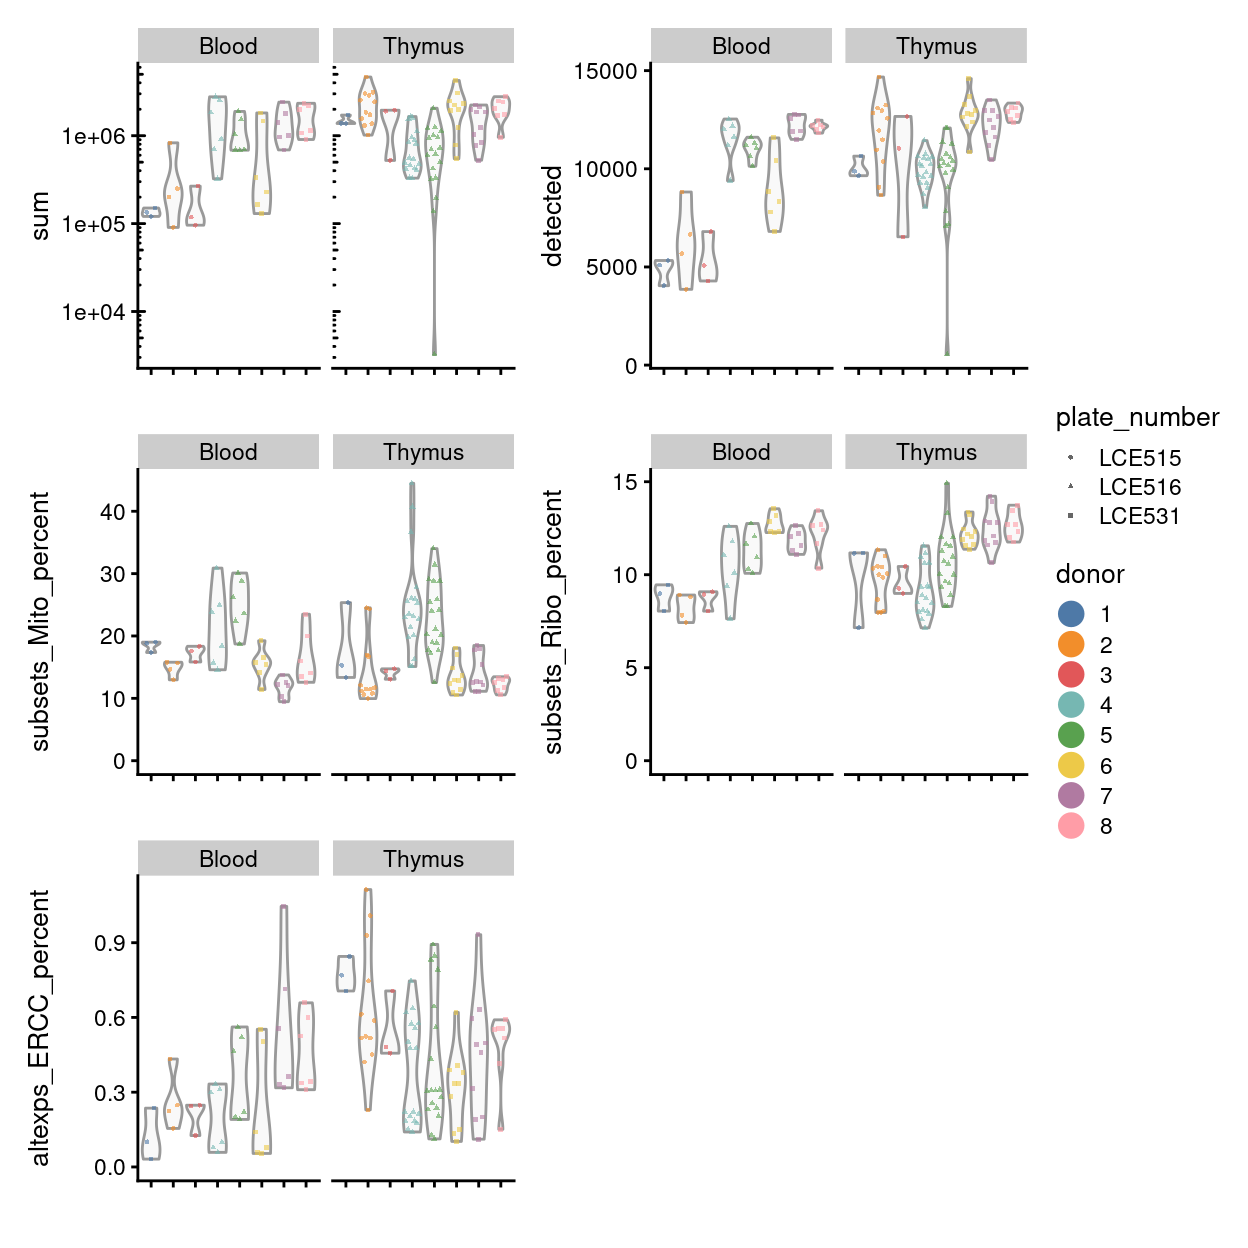 Blood Thymus
sum
1e+06
1e+05
1e+04
Blood Thymus
detected
15000
10000
5000
0
Blood Thymus
subsets_Mito_percent
40
30
20
10
0
Blood Thymus
subsets_Ribo_percent
15
10
5
0
Blood Thymus
altexps_ERCC_percent
0.9
0.6
0.3
0.0
plate_number
LCE515
LCE516
LCE531
donor
1
2
3
4
5
6
7
8